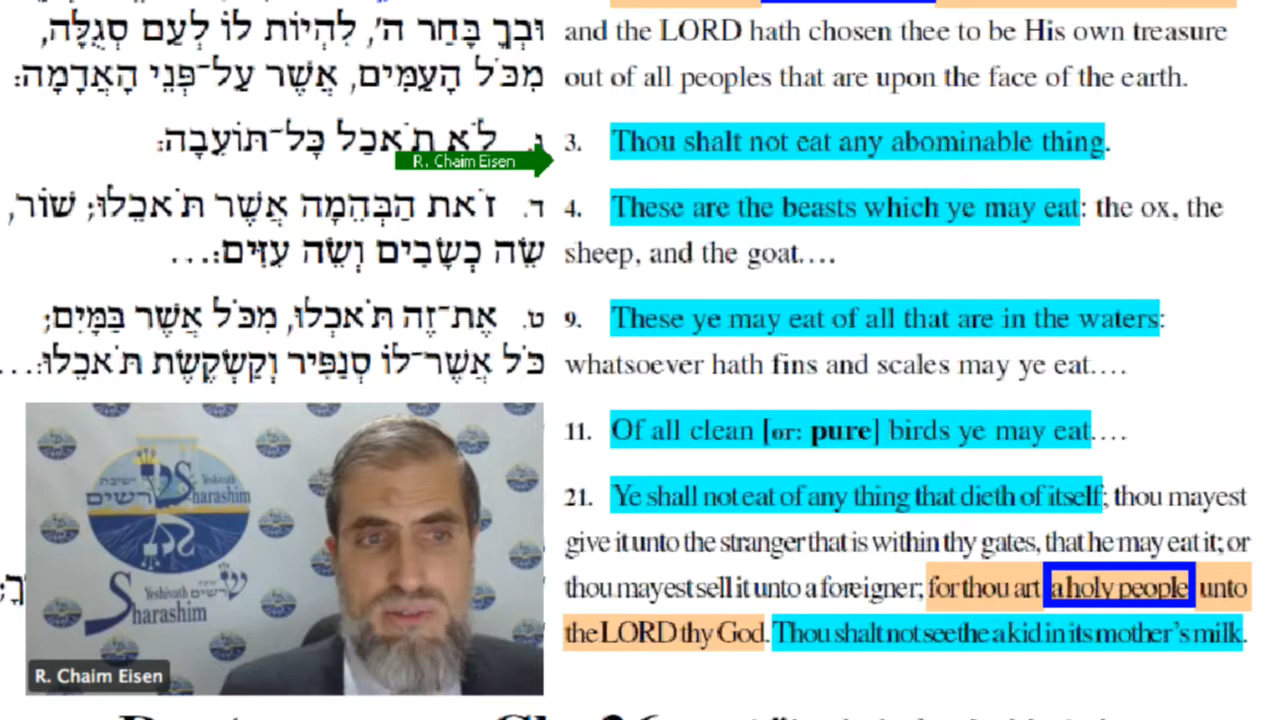 וּבְךָ בָּחַר ה', לִהְיוֹת לוֹ לְעַם סְגֻלָּה,
מִכֹּל הָעַמִּים, אֲשֶׁר עַל־פְּנֵי הָאֲדָמָה:
לֹא תֹאכַל כָּל־תּוֹעֵבָה:
ד. זֹאת הַבְּהֵמָה אֲשֶׁר תֹּאכֵלוּ; שׁוֹר,
שֵׂה כְשָׂבִים וְשֵׂה עִזִּים:...
ט. אֶת־זֶה תֹּאכְלוּ, מִכֹּל אֲשֶׁר בַּמָּיִם;
כֹּל אֲשֶׁר־לוֹ סְנַפִּיר וְקַשְׂקֶשֶׂת תֹּאכֵלוּ:...
and the LORD hath chosen thee to be His own treasure
out of all peoples that are upon the face of the earth.
3. Thou shalt not eat any abominable thing.
4. These are the beasts which ye may eat: the ox, the
sheep, and the goat....
9. These ye may eat of all that are in the waters:
whatsoever hath fins and scales may ye eat....
11. Of all clean [or: pure] birds ye may eat....
21. Ye shall not eat of any thing that dieth of itself; thou mayest
give it unto the stranger that is within thy gates, that he may eat it; or
thou mayest sell it unto a foreigner; for thou art a holy people unto
the LORD thy God. Thou shalt not seethe a kid in its mother's milk.
R. Chaim Eisen
ישיבת
שרשים
Yeshivath
Sharashim
Yeshivath ישיבת
שרשים
Sharashim
R. Chaim Eisen